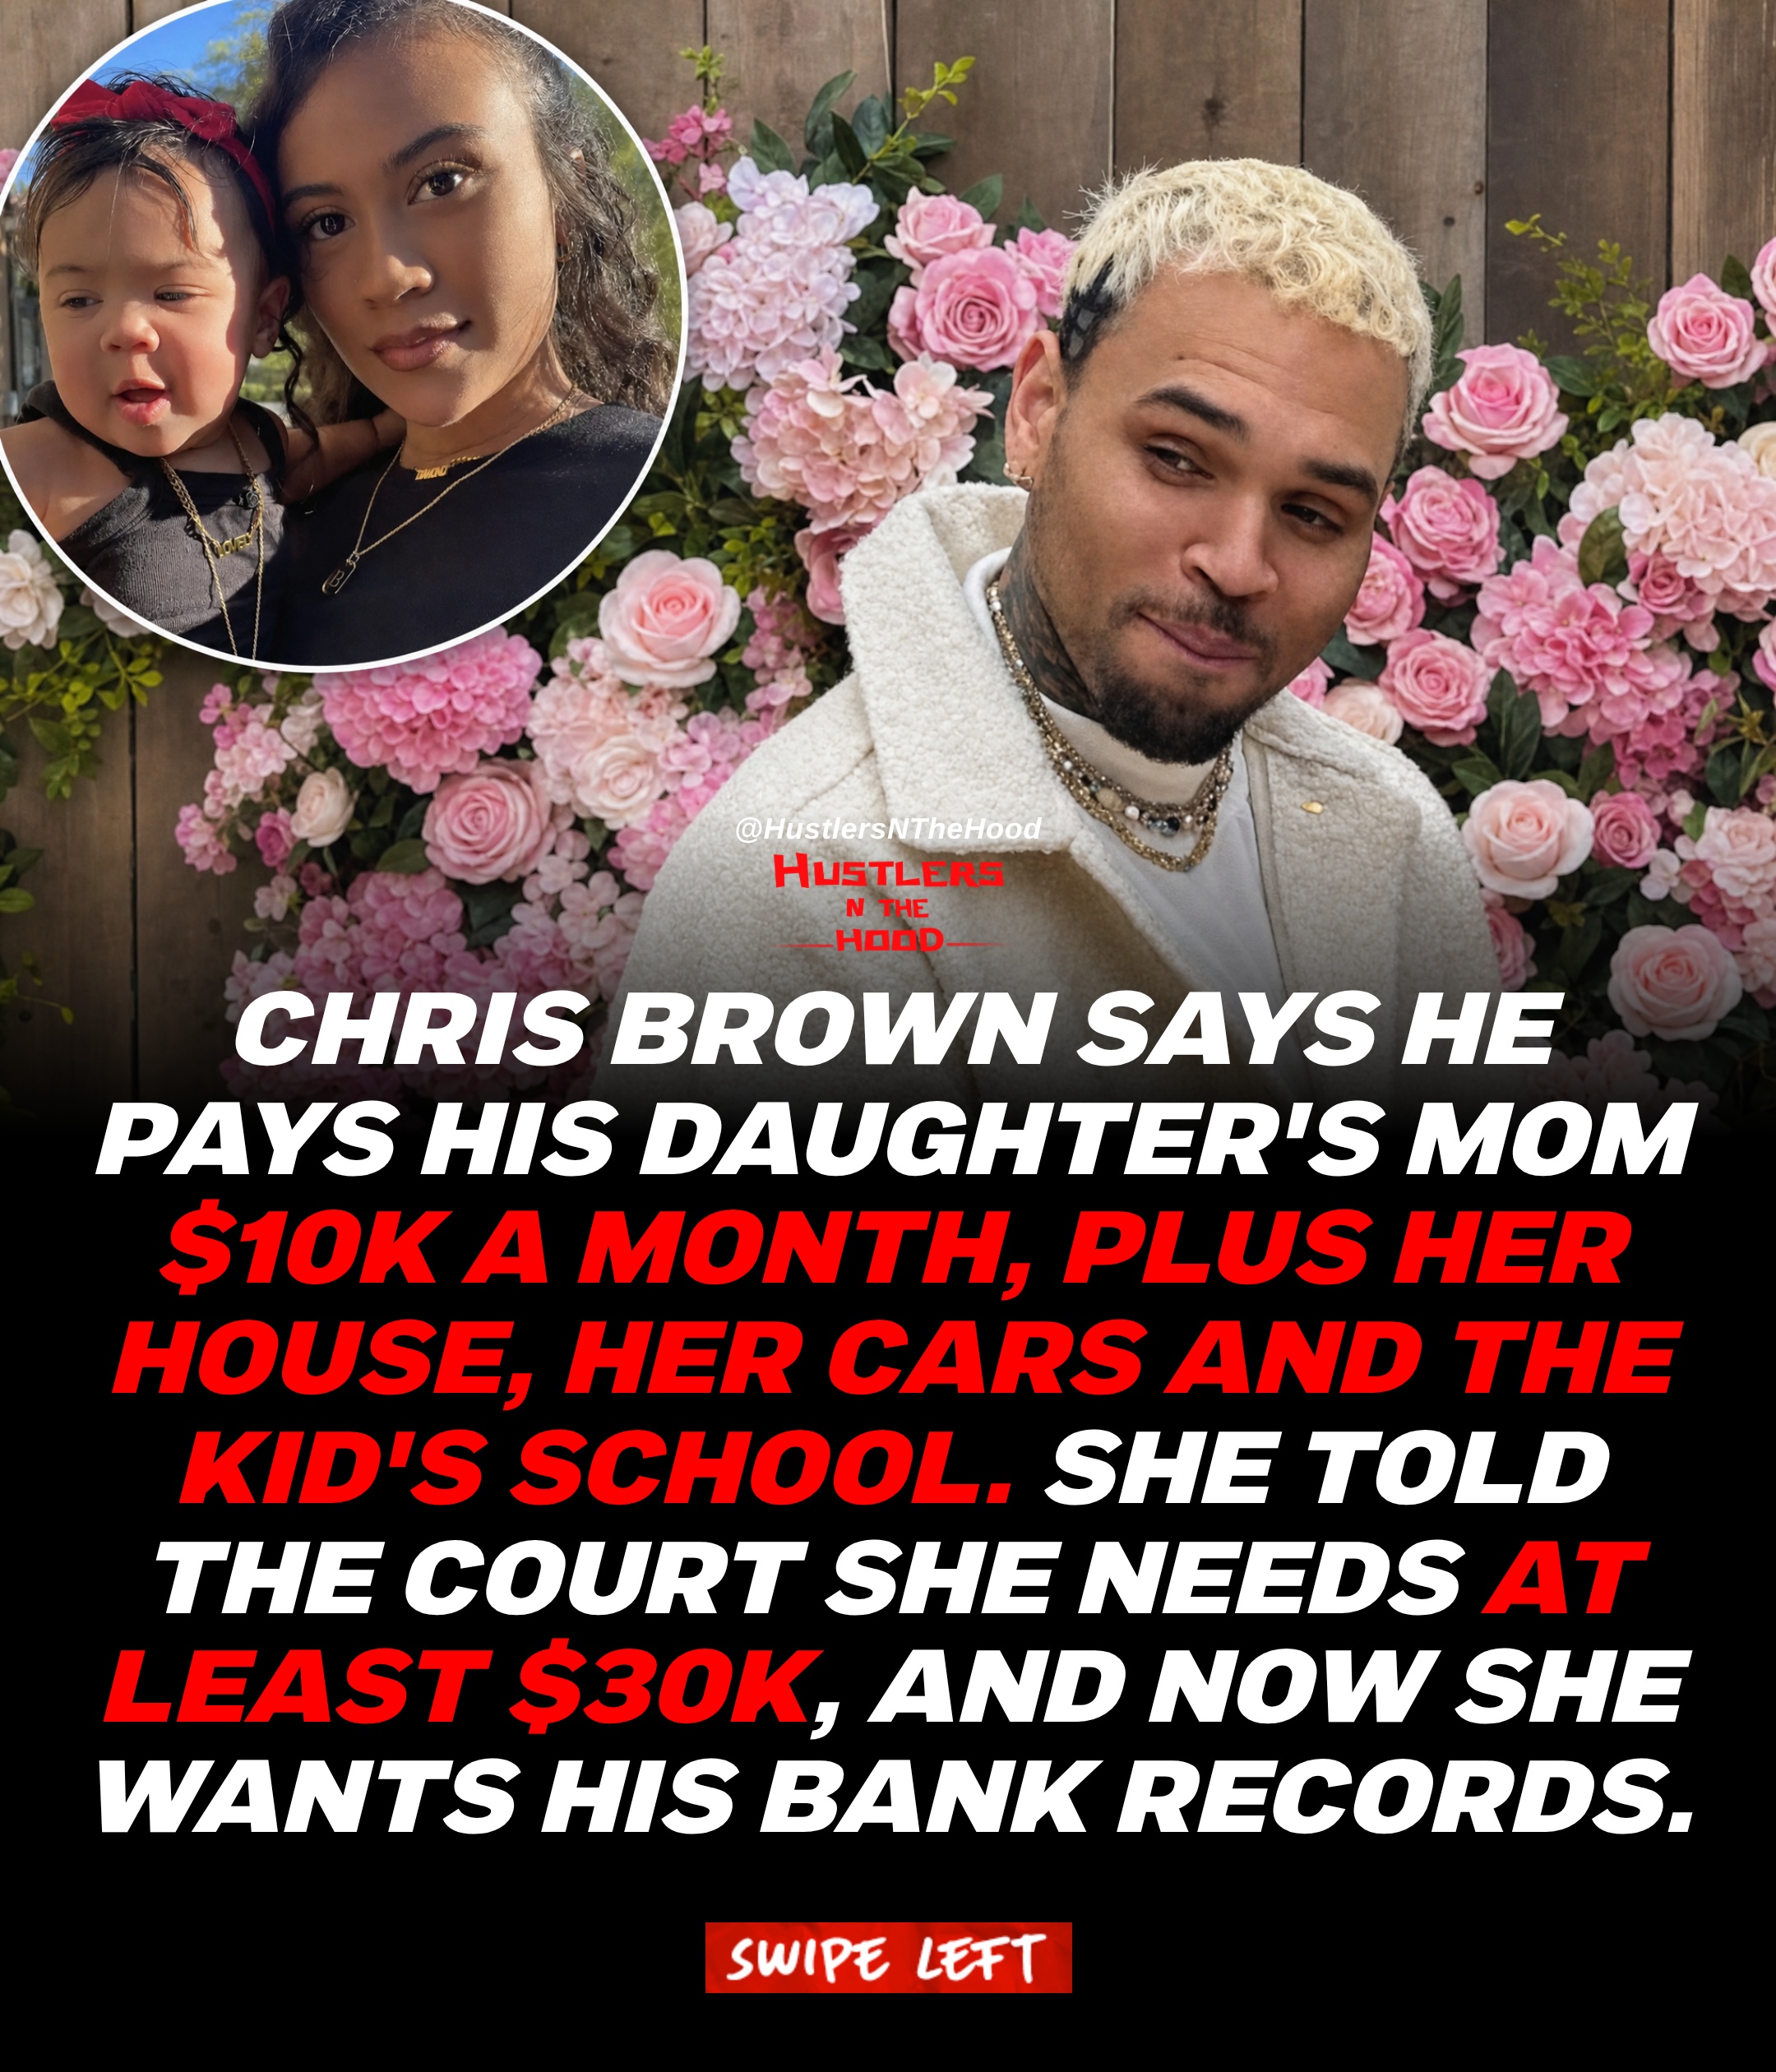 @HustlersNTheHood
HUSTLERS
N THE
HOOD
CHRIS BROWN SAYS HE
PAYS HIS DAUGHTER'S MOM
$10K A MONTH, PLUS HER
HOUSE, HER CARS AND THE
KID'S SCHOOL. SHE TOLD
THE COURT SHE NEEDS AT
LEAST $30K, AND NOW SHE
WANTS HIS BANK RECORDS.
SWIPE LEFT